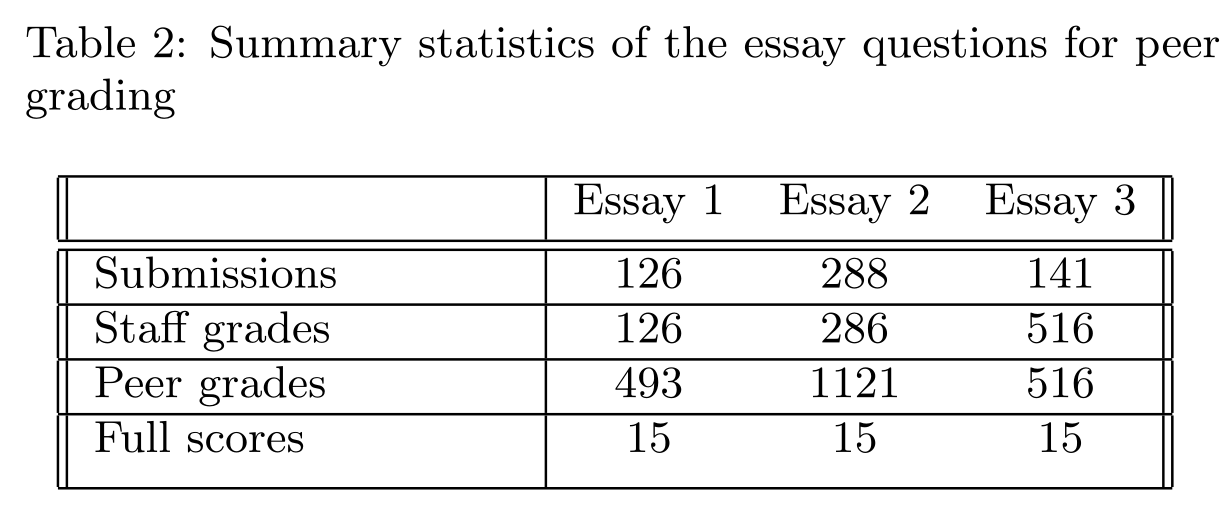 Table 2: Summary statistics of the essay questions for peer
grading
Essay 1 Essay 2 Essay 3
Submissions 126 288 141
Staff grades 126 286 516
Peer grades 493 1121 516
Full scores 15 15 15